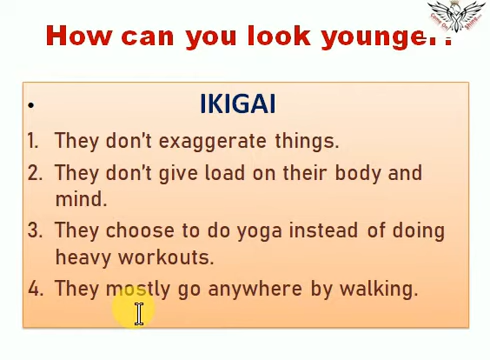 How can you look younger?
• IKIGAI
1. They don't exaggerate things.
2. They don't give load on their body and
mind.
3. They choose to do yoga instead of doing
heavy workouts.
4. They mostly go anywhere by walking.